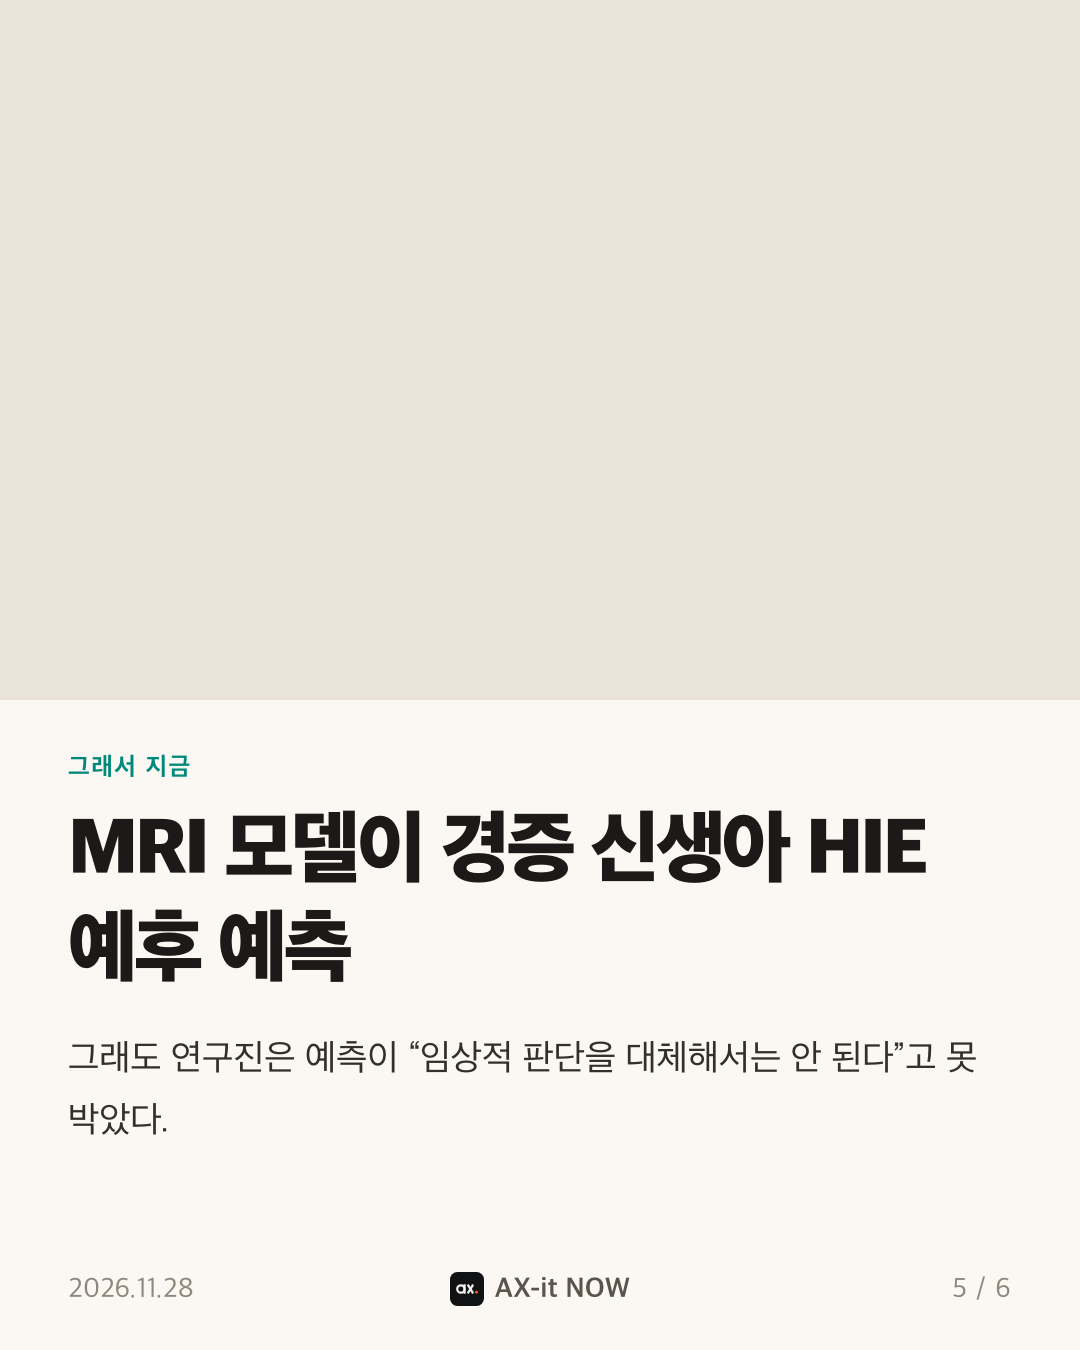 그래서 지금
MRI 모델이 경증 신생아 HIE
예후 예측
그래도 연구진은 예측이 “임상적 판단을 대체해서는 안 된다”고 못
박았다.
2026.11.28
ax. AX-it NOW
5 / 6